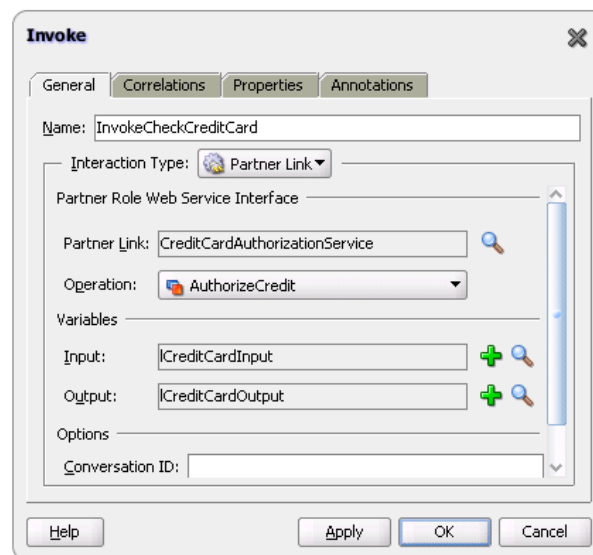 Invoke
General Correlations Properties Annotations
Name: InvokeCheckCreditCard
Interaction Type: Partner Link
Partner Role Web Service Interface
Partner Link: CreditCardAuthorizationService
Operation: AuthorizeCredit
Variables
Input: lCreditCardInput
Output: lCreditCardOutput
Options
Conversation ID:
Help Apply OK Cancel